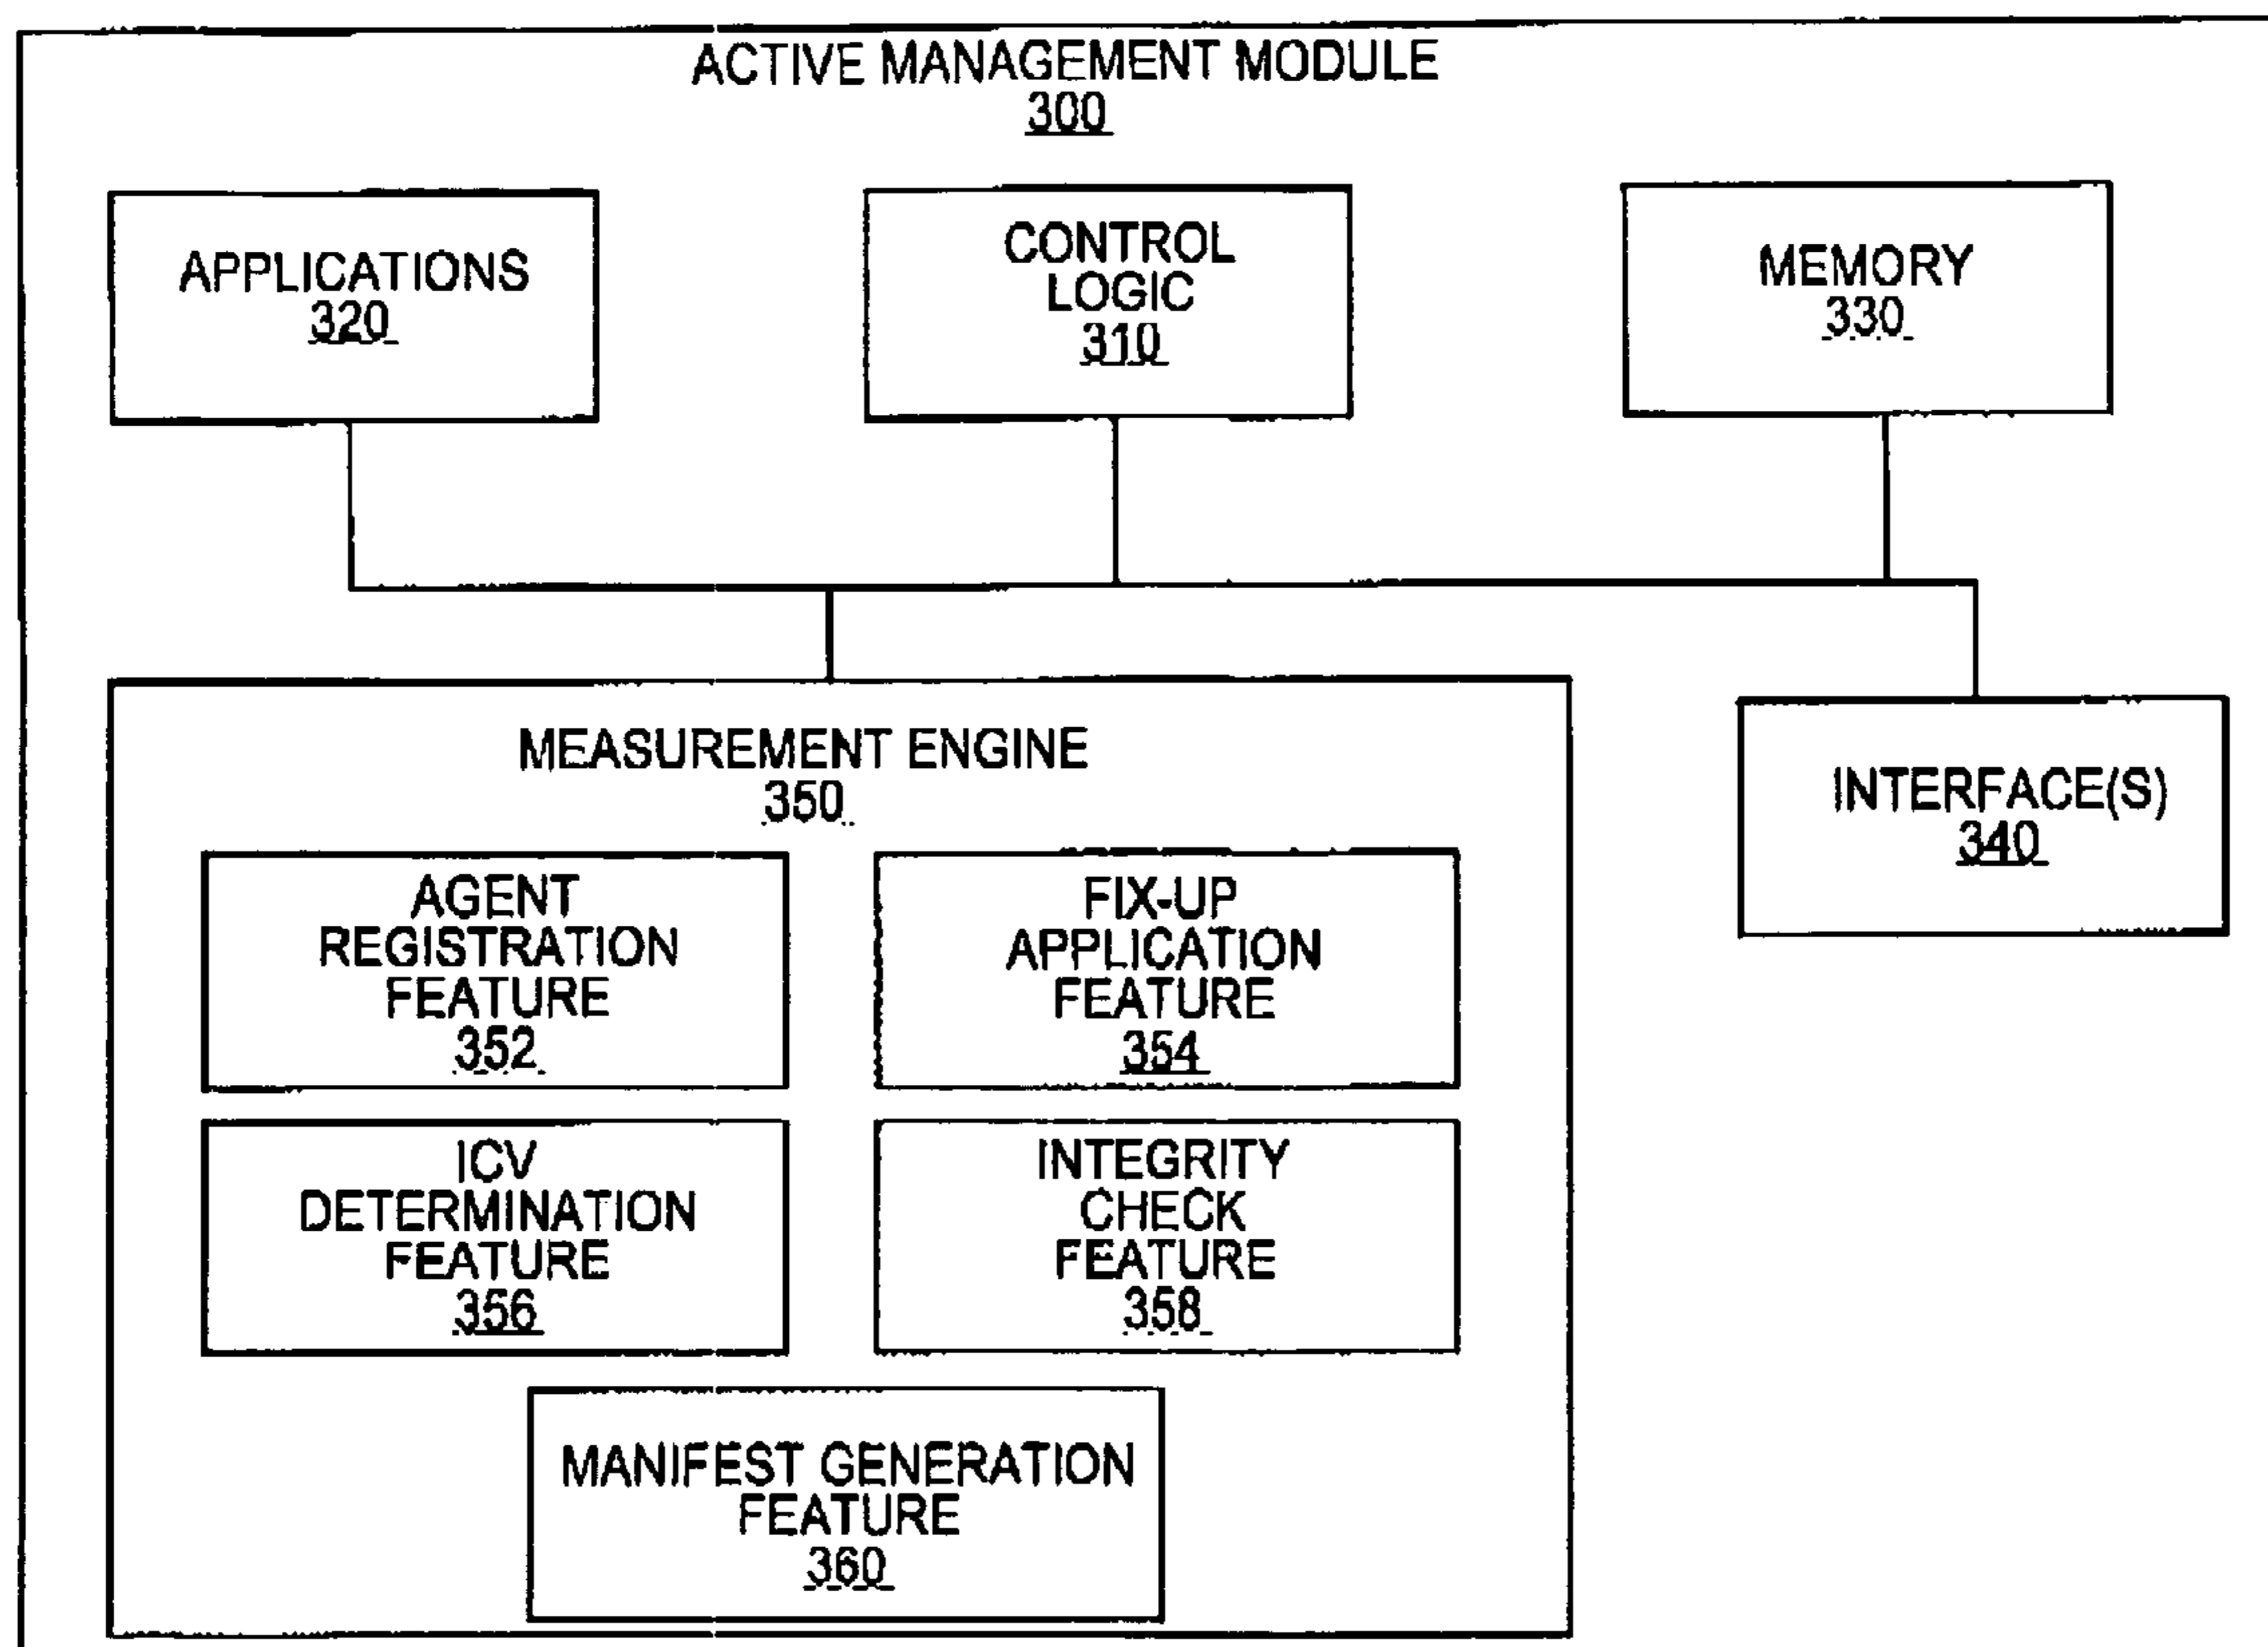 ACTIVE MANAGEMENT MODULE
300
APPLICATIONS
320
CONTROL
LOGIC
310
MEMORY
330
MEASUREMENT ENGINE
350
INTERFACE(S)
340
AGENT
REGISTRATION
FEATURE
352
FIX-UP
APPLICATION
FEATURE
354
ICV
DETERMINATION
FEATURE
356
INTEGRITY
CHECK
FEATURE
358
MANIFEST GENERATION
FEATURE
360